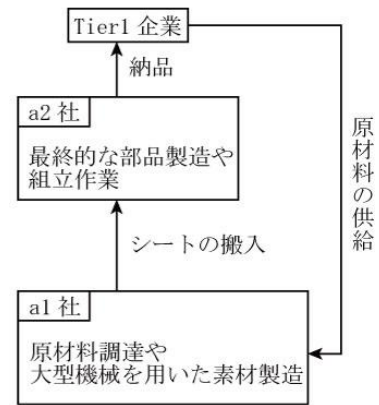 Tier1 企業
納品
a2 社
最終的な部品製造や
組立作業
原材料の供給
シートの搬入
a1 社
原材料調達や
大型機械を用いた素材製造